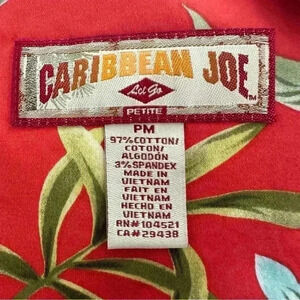 CARIBBEAN JOE™
Let Go
PETITE
PM
97%COTTON/
COTON/
ALGODÓN
3%SPANDEX
MADE IN
VIETNAM
FAIT EN
VIETNAM
HECHO EN
VIETNAM
RN#104521
CA#29438